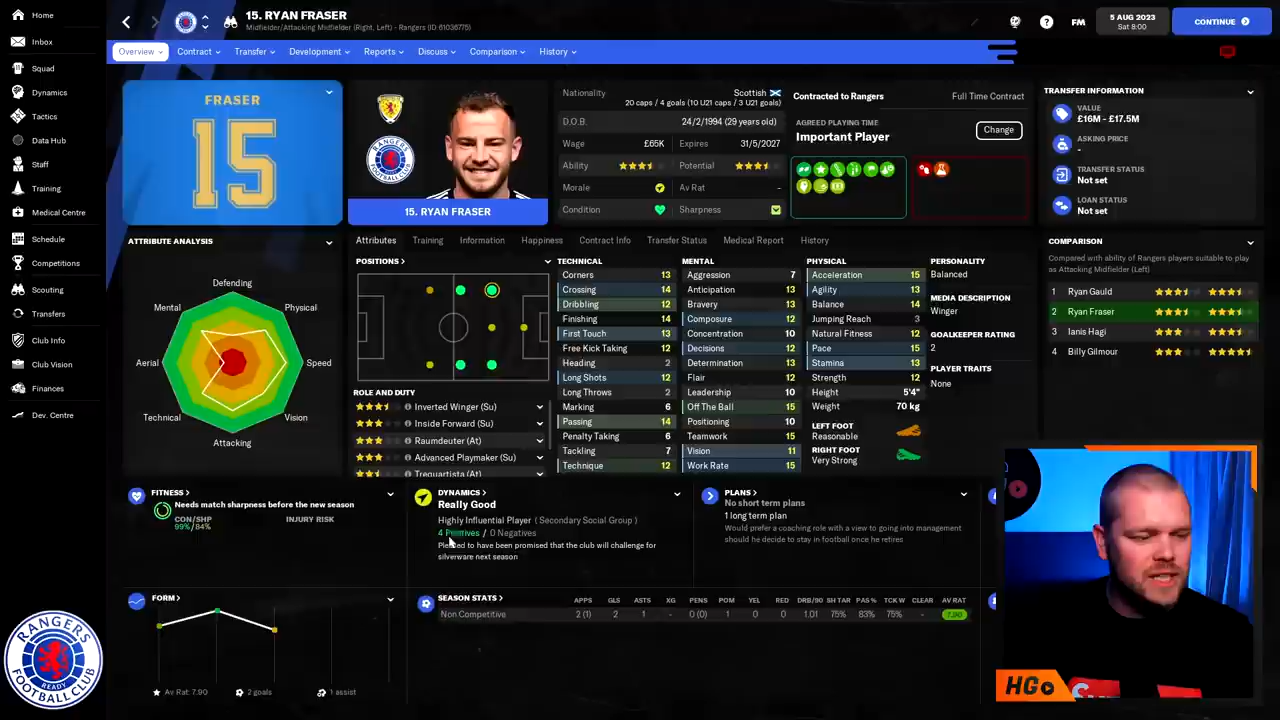 Home
Inbox
Squad
Dynamics
Tactics
Data Hub
Staff
Training
Medical Centre
Schedule
Competitions
Scouting
Transfers
Club Info
Club Vision
Finances
Dev. Centre
15. RYAN FRASER
Midfielder/Attacking Midfielder (Right, Left) - Rangers (ID 61036775)
FM
5 AUG 2023
Sat 8:00
CONTINUE
Overview
Contract
Transfer
Development
Reports
Discuss
Comparison
History
FRASER
15
15. RYAN FRASER
Nationality Scottish
20 caps / 4 goals (10 U21 caps / 3 U21 goals)
D.O.B. 24/2/1994 (29 years old)
Wage £65K Expires 31/5/2027
Ability Potential
Morale Av Rat -
Condition Sharpness
Contracted to Rangers Full Time Contract
AGREED PLAYING TIME
Important Player
Change
TRANSFER INFORMATION
VALUE
£16M - £17.5M
ASKING PRICE
-
TRANSFER STATUS
Not set
LOAN STATUS
Not set
ATTRIBUTE ANALYSIS
Defending
Mental Physical
Aerial Speed
Technical Vision
Attacking
Attributes Training Information Happiness Contract Info Transfer Status Medical Report History
POSITIONS
ROLE AND DUTY
Inverted Winger (Su)
Inside Forward (Su)
Raumdeuter (At)
Advanced Playmaker (Su)
Trequartista (At)
TECHNICAL
Corners 13
Crossing 14
Dribbling 12
Finishing 14
First Touch 13
Free Kick Taking 12
Heading 2
Long Shots 12
Long Throws 2
Marking 6
Passing 14
Penalty Taking 6
Tackling 7
Technique 12
MENTAL
Aggression 7
Anticipation 13
Bravery 13
Composure 12
Concentration 10
Decisions 12
Determination 13
Flair 12
Leadership 10
Off The Ball 15
Positioning 10
Teamwork 15
Vision 11
Work Rate 15
PHYSICAL
Acceleration 15
Agility 13
Balance 14
Jumping Reach 3
Natural Fitness 12
Pace 15
Stamina 13
Strength 12
Height 5'4"
Weight 70 kg
LEFT FOOT
Reasonable
RIGHT FOOT
Very Strong
PERSONALITY
Balanced
MEDIA DESCRIPTION
Winger
GOALKEEPER RATING
2
PLAYER TRAITS
None
COMPARISON
Compared with ability of Rangers players suitable to play
as Attacking Midfielder (Left)
1 Ryan Gauld
2 Ryan Fraser
3 Ianis Hagi
4 Billy Gilmour
FITNESS
Needs match sharpness before the new season
CON/SHP INJURY RISK
99%/84%
DYNAMICS
Really Good
Highly Influential Player ( Secondary Social Group )
4 Positives / 0 Negatives
Pleased to have been promised that the club will challenge for
silverware next season
PLANS
No short term plans
1 long term plan
Would prefer a coaching role with a view to going into management
should he decide to stay in football once he retires
FORM
Av Rat: 7.90 2 goals 1 assist
SEASON STATS APPS GLS ASTS XG PENS POM YEL RED DRB/90 SH TAR PAS % TCK W CLEAR AV RAT
Non Competitive 2 (1) 2 1 - 0 (0) 1 0 0 1.01 75% 83% 75% - 7.90
RANGERS
READY
FOOTBALL CLUB
HGo